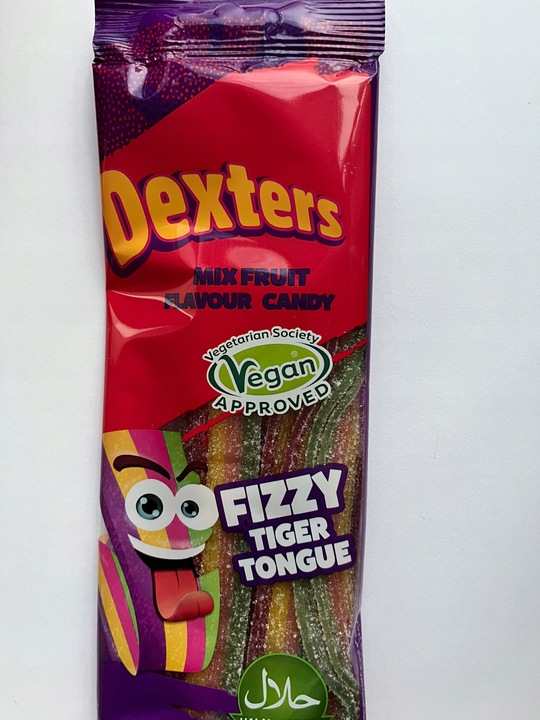 Dexters
MIX FRUIT
FLAVOUR CANDY
Vegetarian Society
Vegan®
APPROVED
FIZZY
TIGER
TONGUE
حلال